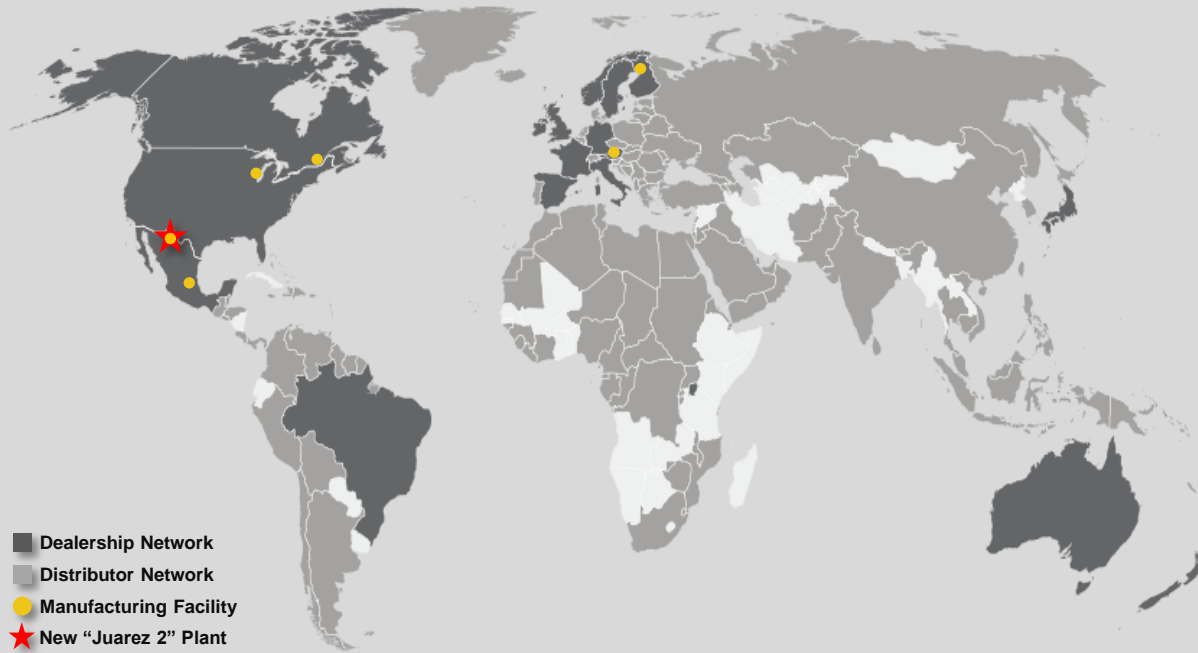 Dealership Network
Distributor Network
Manufacturing Facility
New “Juarez 2” Plant